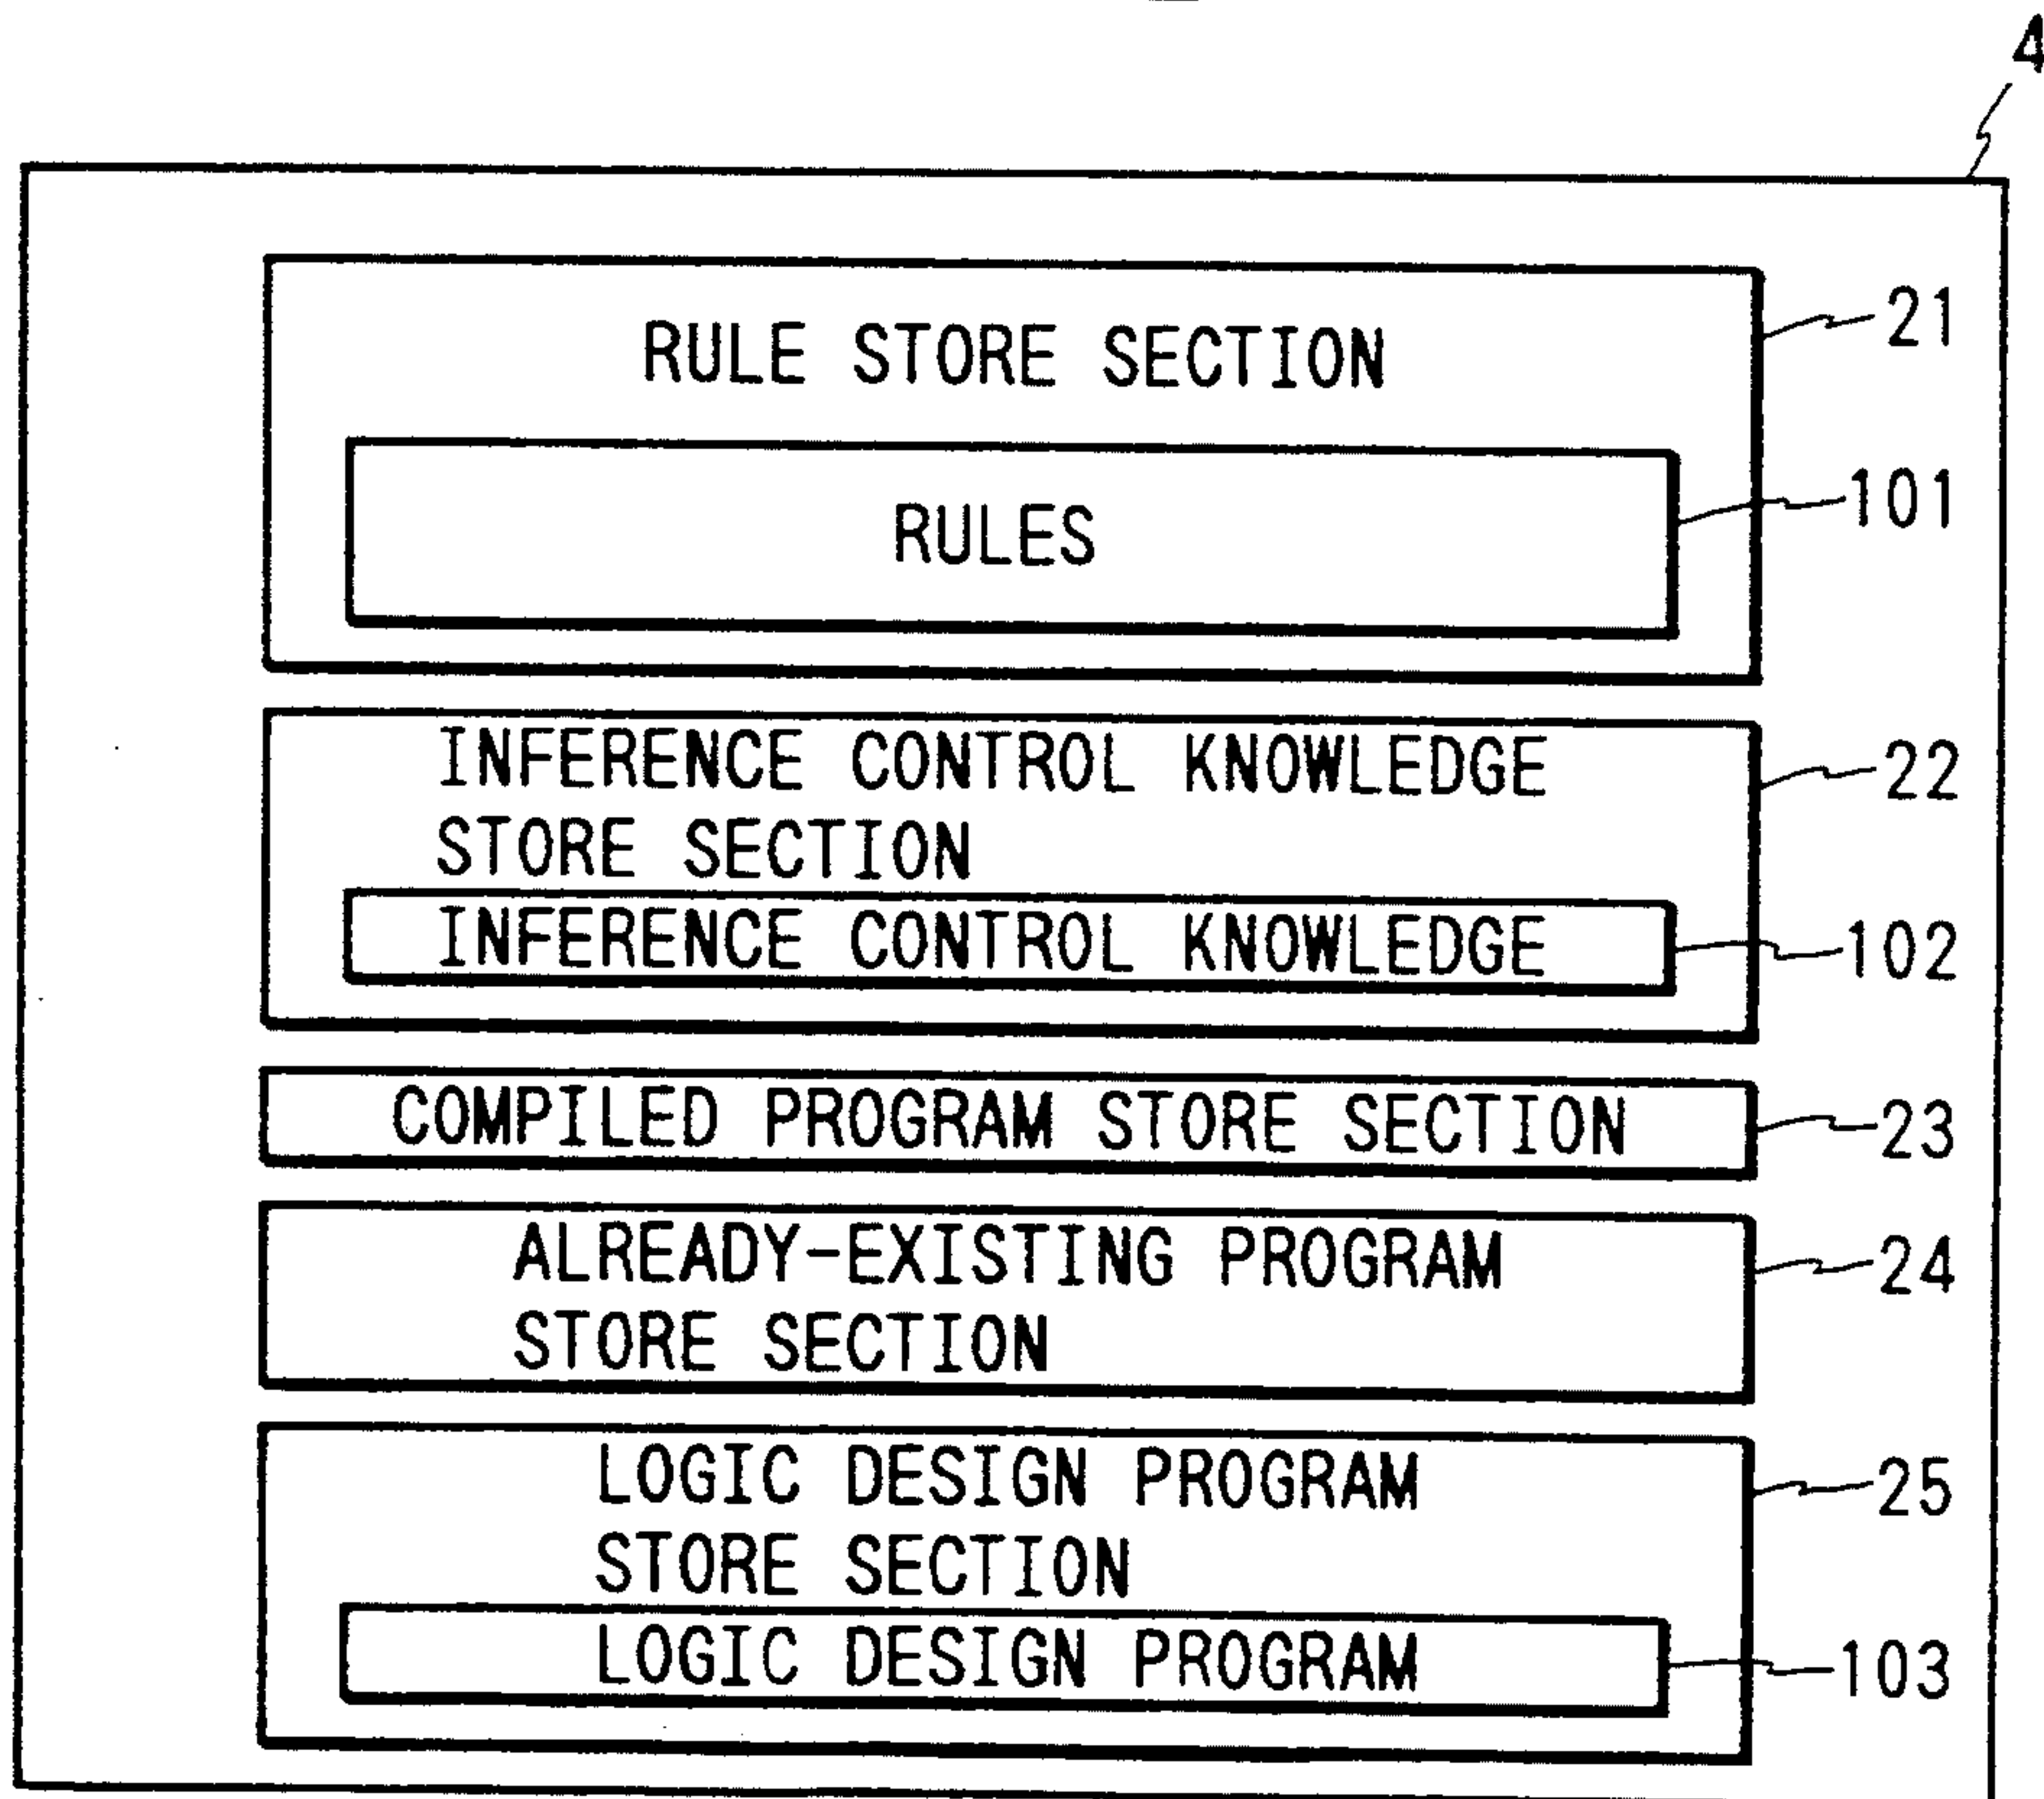 4
RULE STORE SECTION
21
RULES
101
INFERENCE CONTROL KNOWLEDGE
STORE SECTION
22
INFERENCE CONTROL KNOWLEDGE
102
COMPILED PROGRAM STORE SECTION
23
ALREADY-EXISTING PROGRAM
STORE SECTION
24
LOGIC DESIGN PROGRAM
STORE SECTION
25
LOGIC DESIGN PROGRAM
103